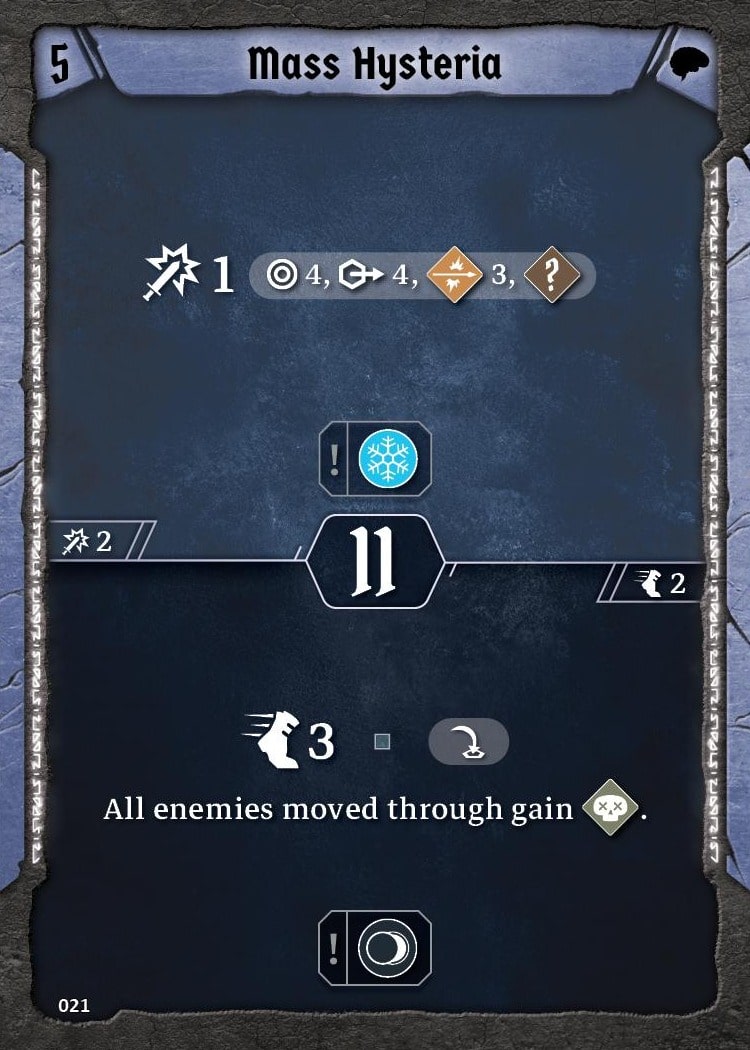 5 Mass Hysteria
1 4, 4, 3, ?
!
2
11
2
3
All enemies moved through gain .
!
021